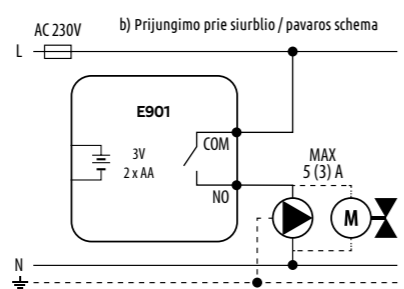 AC 230V
b) Prijungimo prie siurblio / pavaros schema
L
E901
3V
2 x AA
COM
NO
MAX
5 (3) A
M
N